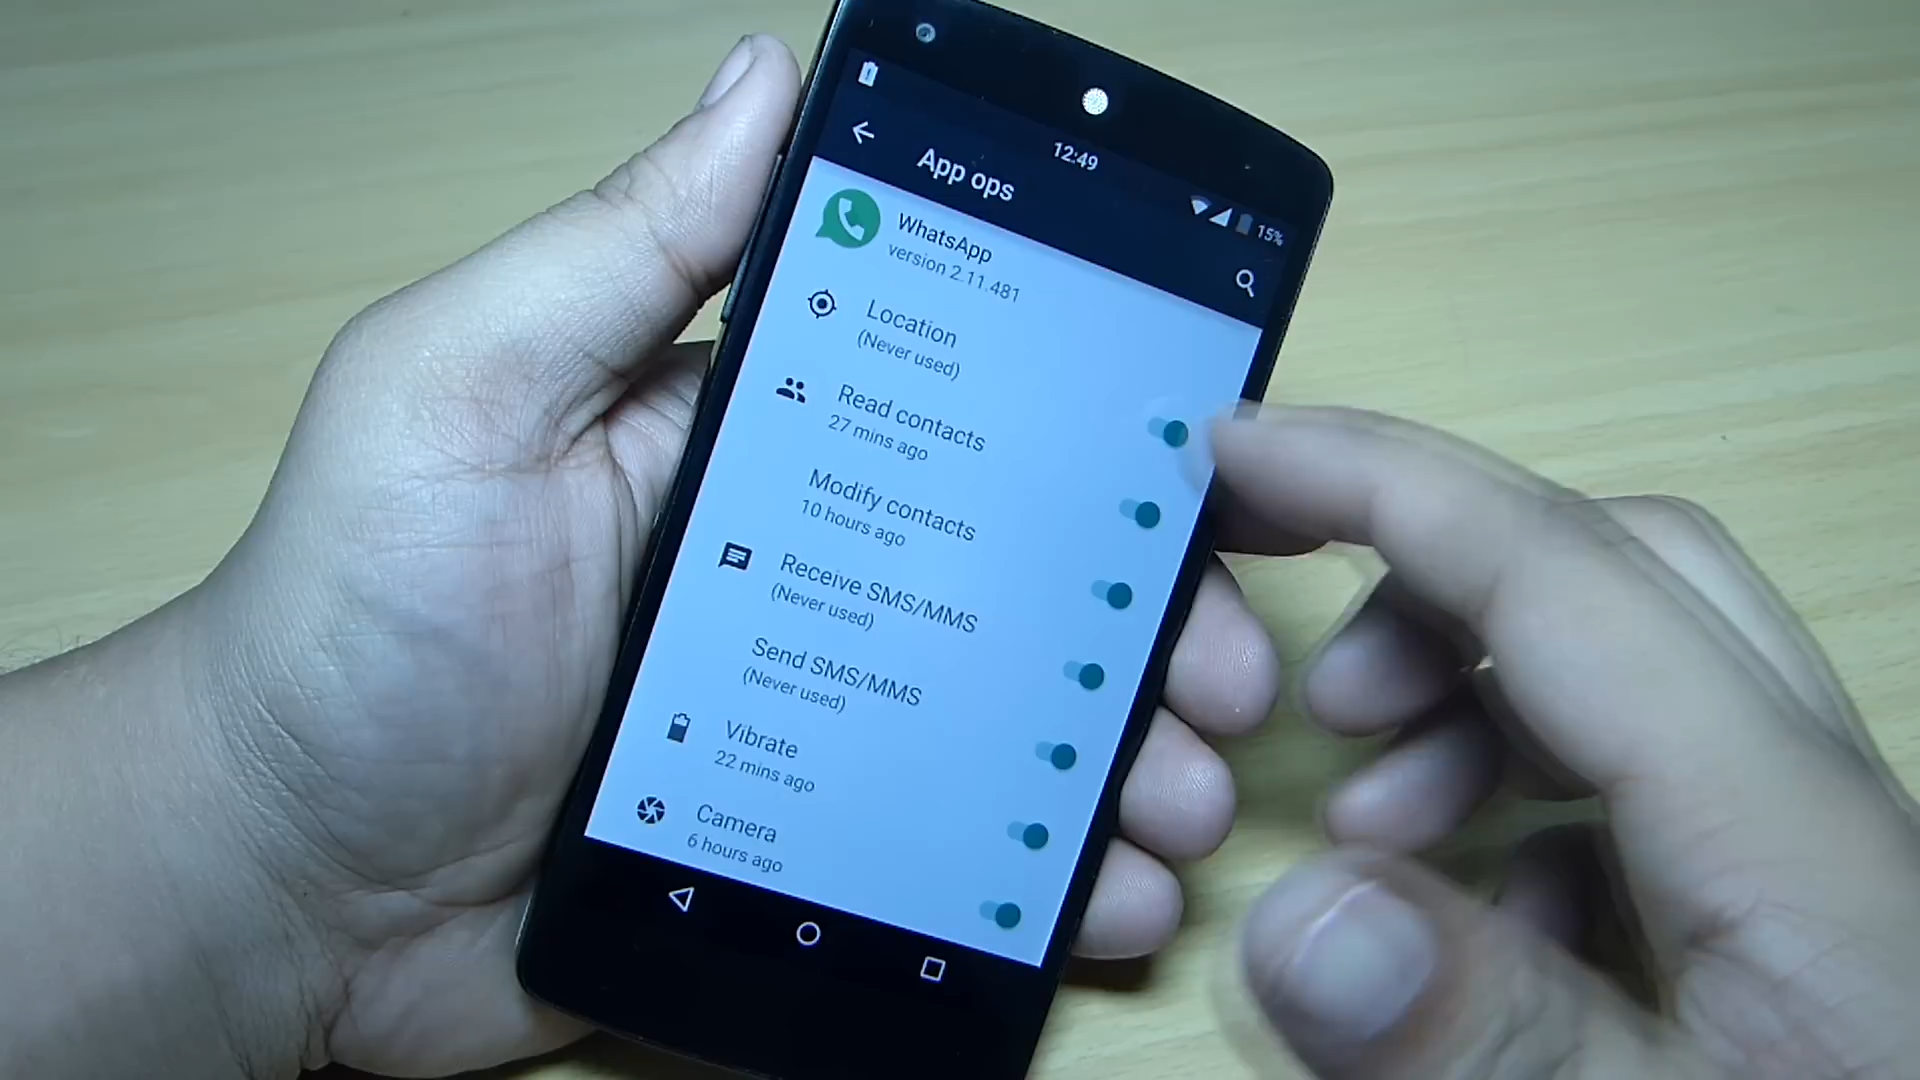 12:49
15%
App ops
WhatsApp
version 2.11.481
Location
(Never used)
Read contacts
27 mins ago
Modify contacts
10 hours ago
Receive SMS/MMS
(Never used)
Send SMS/MMS
(Never used)
Vibrate
22 mins ago
Camera
6 hours ago